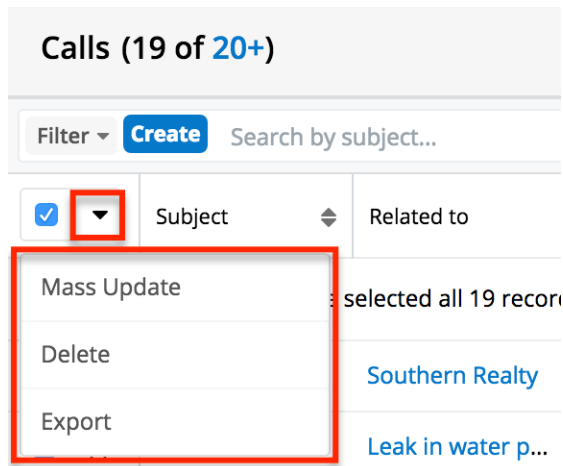 Calls (19 of 20+)
Filter Create Search by subject...
Subject Related to
Mass Update
selected all 19
Delete
Southern Realty
Export
Leak in water p...